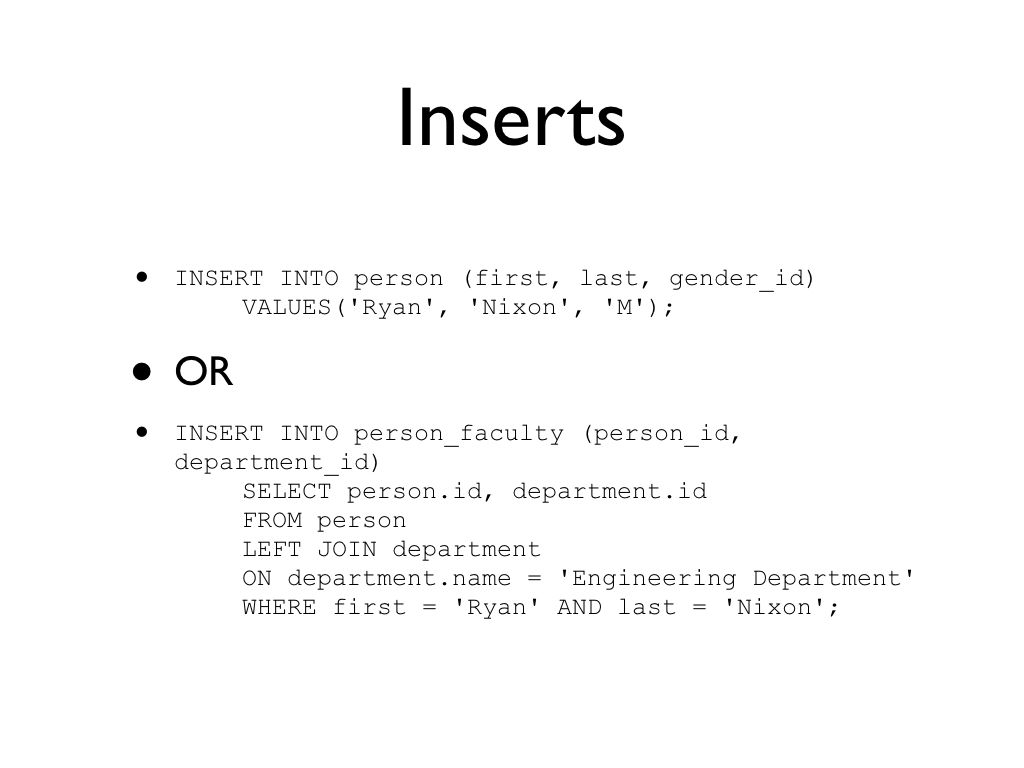 Inserts
• INSERT INTO person (first, last, gender_id)
VALUES('Ryan', 'Nixon', 'M');
• OR
• INSERT INTO person_faculty (person_id,
department_id)
SELECT person.id, department.id
FROM person
LEFT JOIN department
ON department.name = 'Engineering Department'
WHERE first = 'Ryan' AND last = 'Nixon';